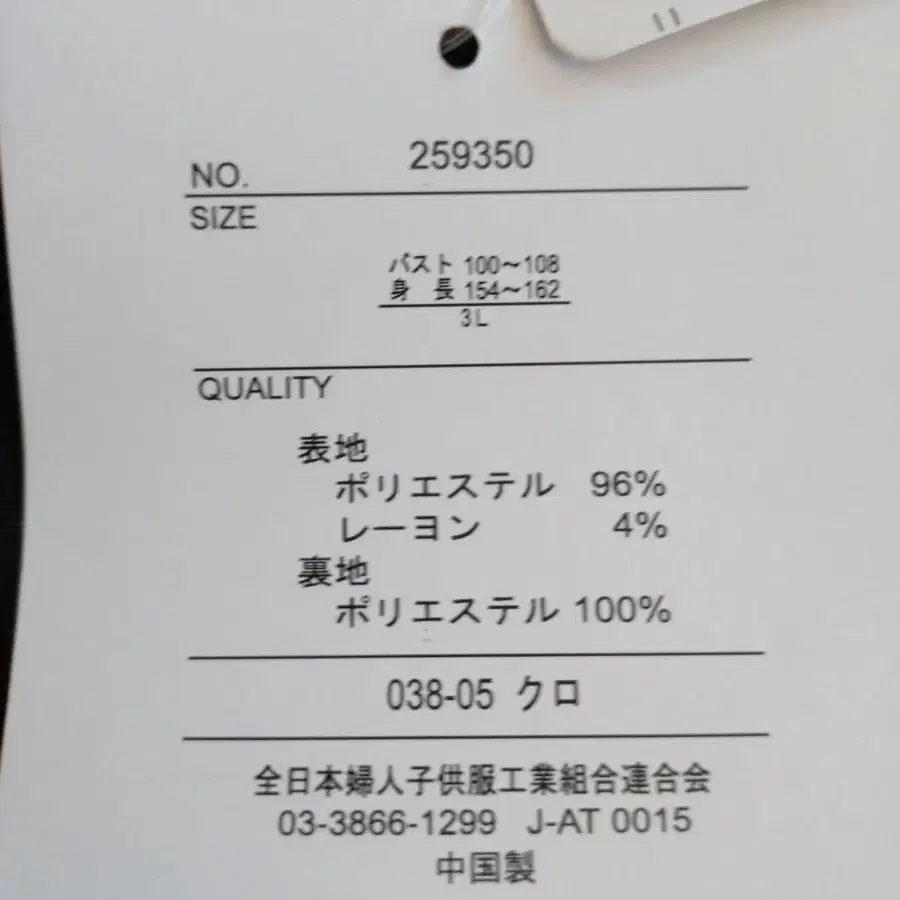 NO. 259350
SIZE
バスト 100～108
身 長 154～162
3L
QUALITY
表地
ポリエステル 96%
レーヨン 4%
裏地
ポリエステル 100%
038-05 クロ
全日本婦人子供服工業組合連合会
03-3866-1299 J-AT 0015
中国製